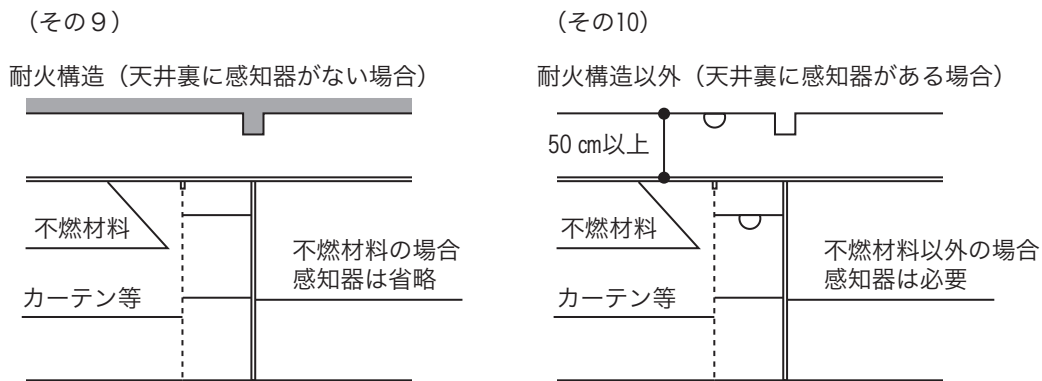 （その９）
耐火構造（天井裏に感知器がない場合）
不燃材料
カーテン等
不燃材料の場合
感知器は省略
（その10）
耐火構造以外（天井裏に感知器がある場合）
50 ㎝以上
不燃材料
カーテン等
不燃材料以外の場合
感知器は必要